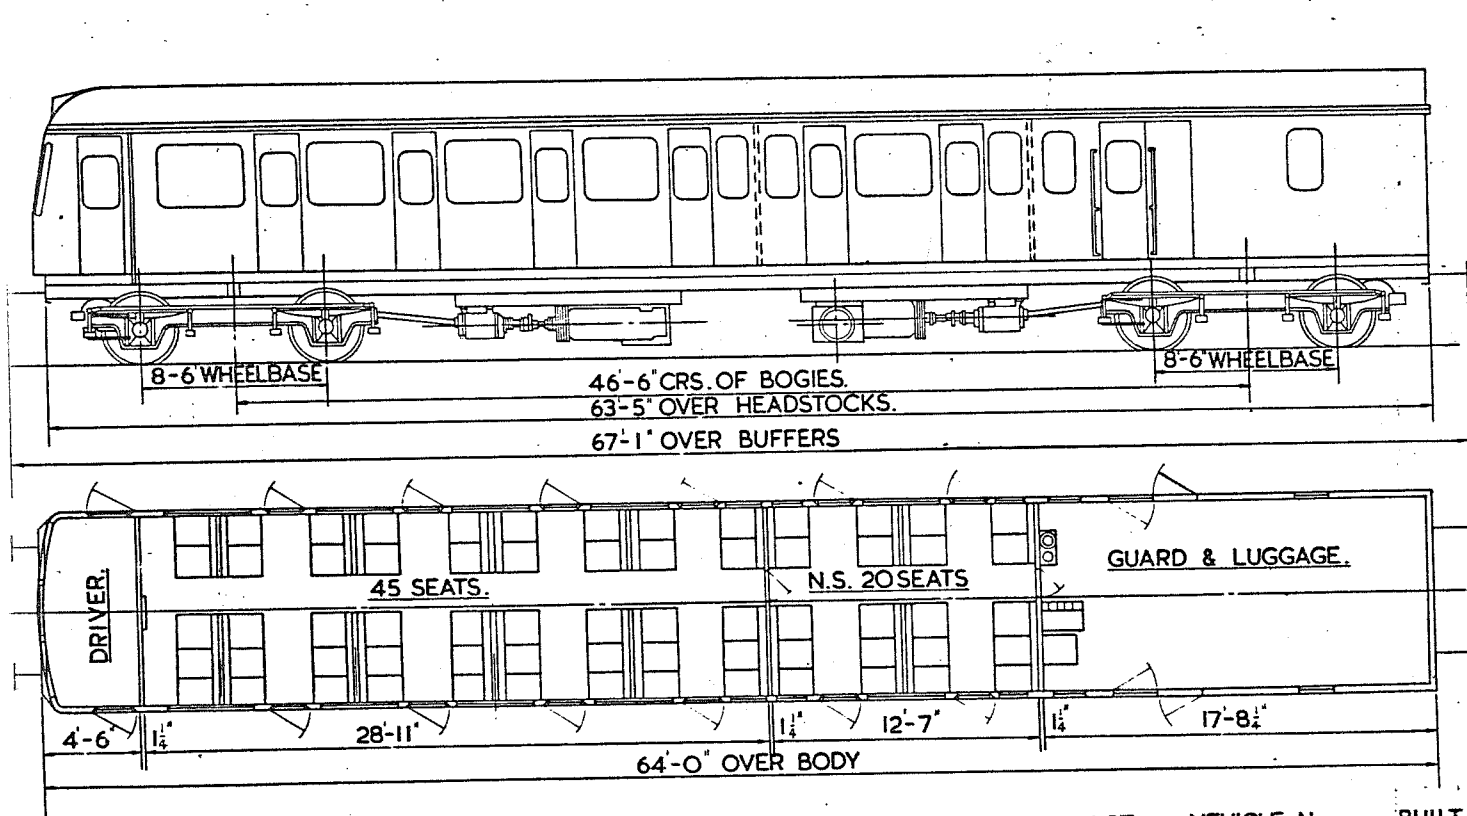 8'-6" WHEELBASE
8'-6" WHEELBASE
46'-6" CRS. OF BOGIES.
63'-5" OVER HEADSTOCKS.
67'-1" OVER BUFFERS
DRIVER.
45 SEATS.
N.S. 20 SEATS
GUARD & LUGGAGE.
4'-6" 1¼" 28'-11" 1¼" 12'-7" 1¼" 17'-8¼"
64'-0" OVER BODY
VEHICLE N BUILT